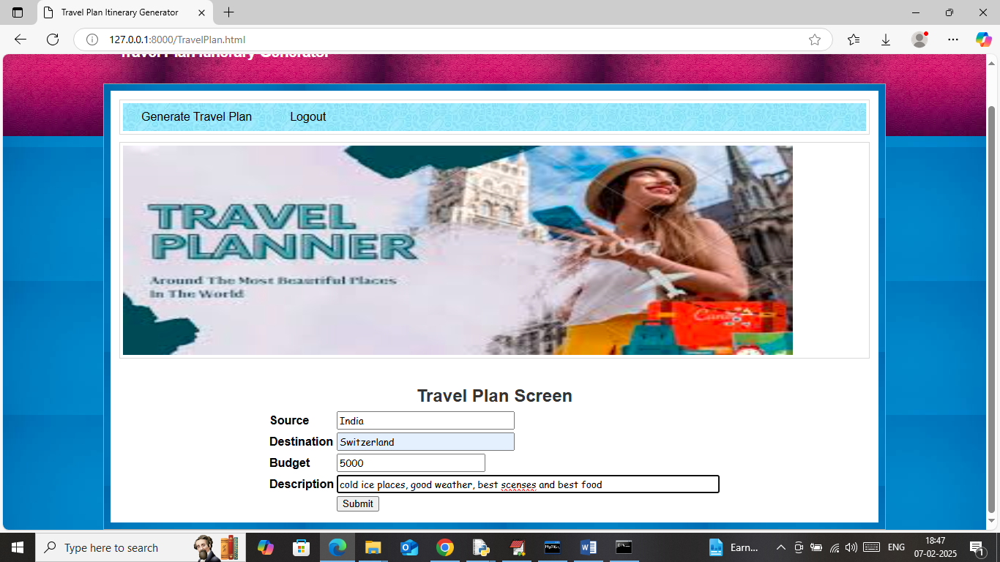 Travel Plan Itinerary Generator
127.0.0.1:8000/TravelPlan.html
Travel Plan Itinerary Generator
Generate Travel Plan Logout
TRAVEL
PLANNER
Around The Most Beautiful Places
In The World
Canva
Travel Plan Screen
Source India
Destination Switzerland
Budget 5000
Description cold ice places, good weather, best scenses and best food
Submit
Type here to search
Earn...
ENG
18:47
07-02-2025
1